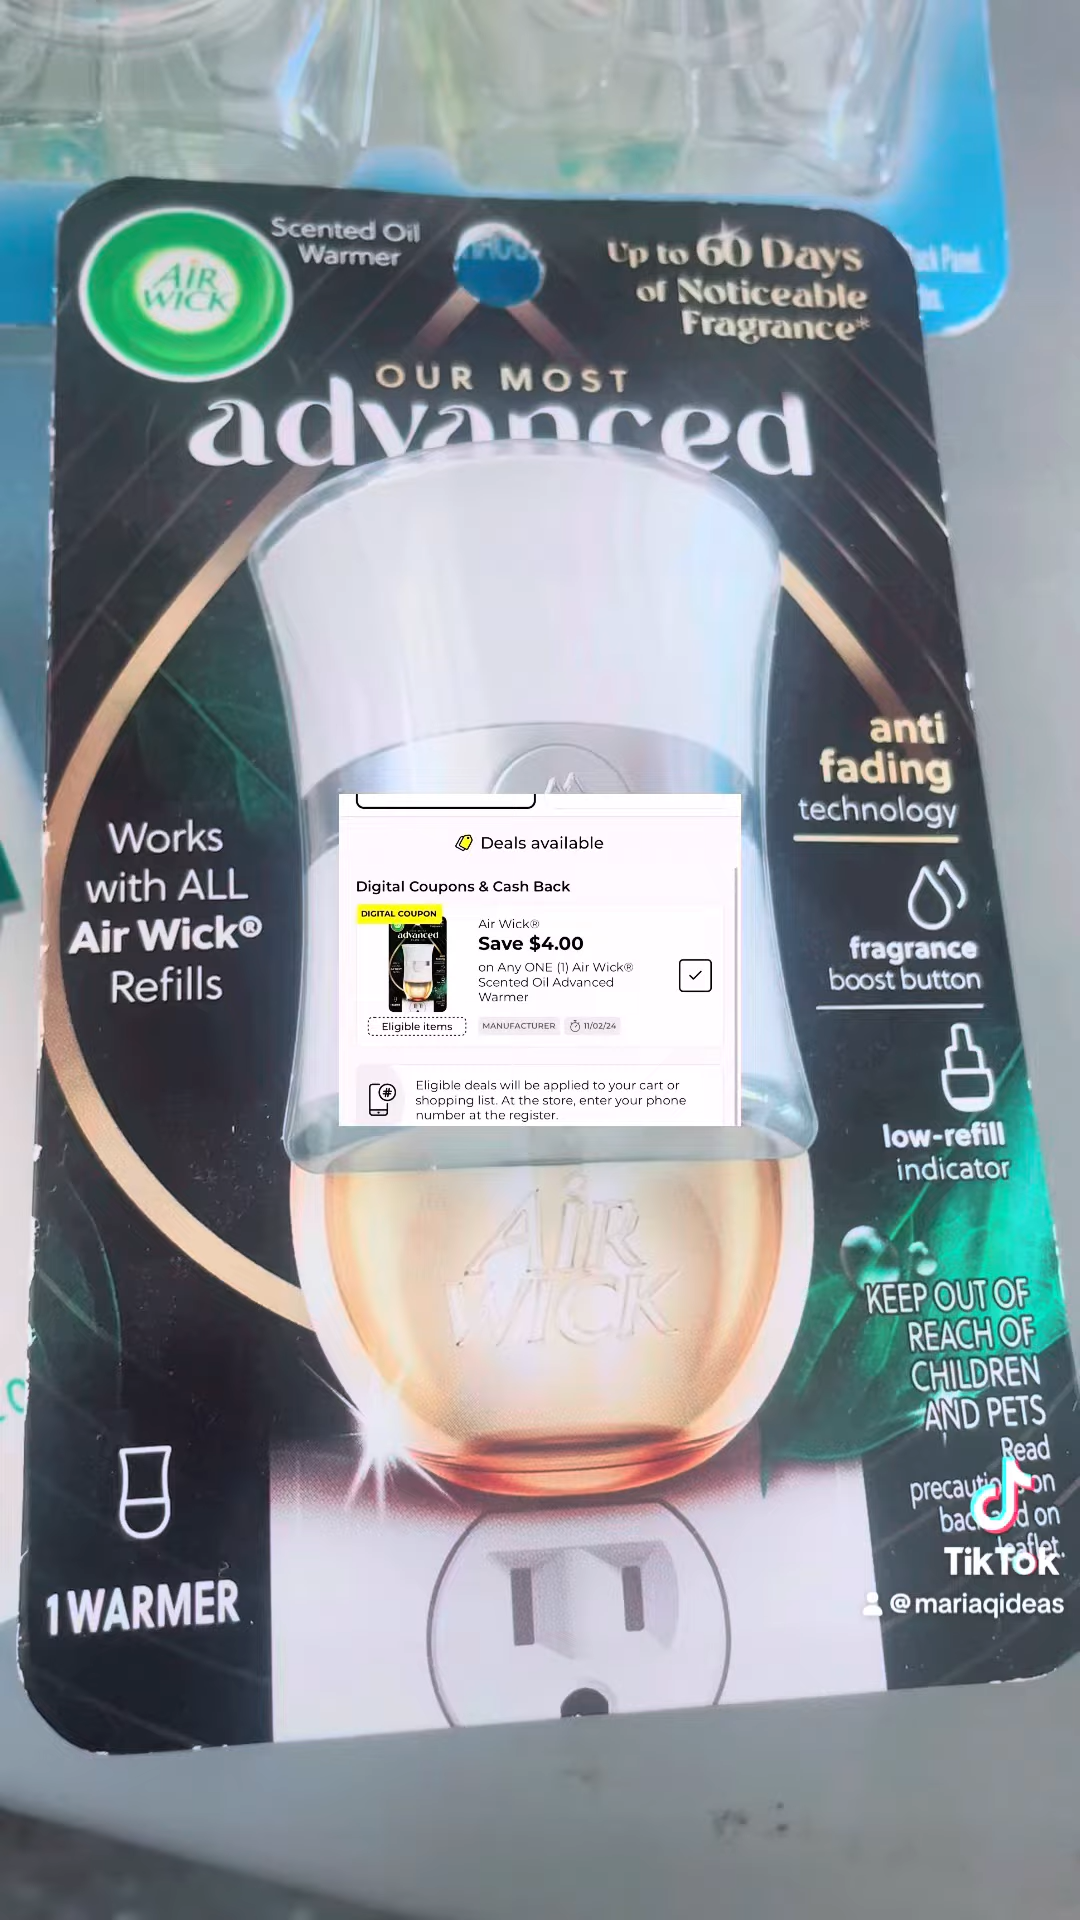 AIR
WICK
Scented Oil
Warmer
Up to 60 Days
of Noticeable
Fragrance*
OUR MOST
advanced
Works
with ALL
Air Wick®
Refills
anti
fading
technology
fragrance
boost button
low-refill
indicator
Deals available
Digital Coupons & Cash Back
DIGITAL COUPON
advanced
Eligible items
Air Wick®
Save $4.00
on Any ONE (1) Air Wick®
Scented Oil Advanced
Warmer
MANUFACTURER
11/02/24
Eligible deals will be applied to your cart or
shopping list. At the store, enter your phone
number at the register.
AIR
WICK
KEEP OUT OF
REACH OF
CHILDREN
AND PETS
Read
on
on
1 WARMER
TikTok
@mariaqideas